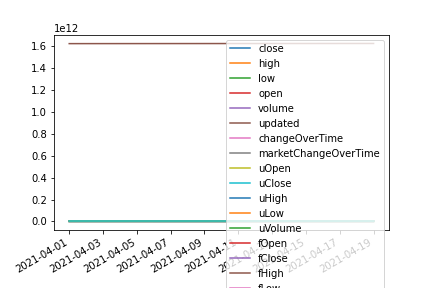 1e12
1.6
1.4
1.2
1.0
0.8
0.6
0.4
0.2
0.0
close
high
low
open
volume
updated
changeOverTime
marketChangeOverTime
uOpen
uClose
uHigh
uLow
uVolume
fOpen
fClose
fHigh
fLow
2021-04-01
2021-04-03
2021-04-05
2021-04-07
2021-04-09
2021-04-11
2021-04-15
2021-04-17
2021-04-19